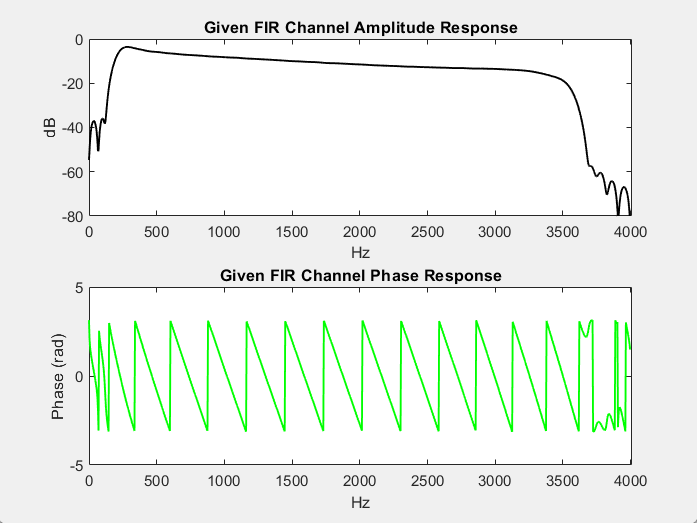 Given FIR Channel Amplitude Response
0
-20
-40
-60
-80
dB
0 500 1000 1500 2000 2500 3000 3500 4000
Hz
Given FIR Channel Phase Response
5
0
-5
Phase (rad)
0 500 1000 1500 2000 2500 3000 3500 4000
Hz